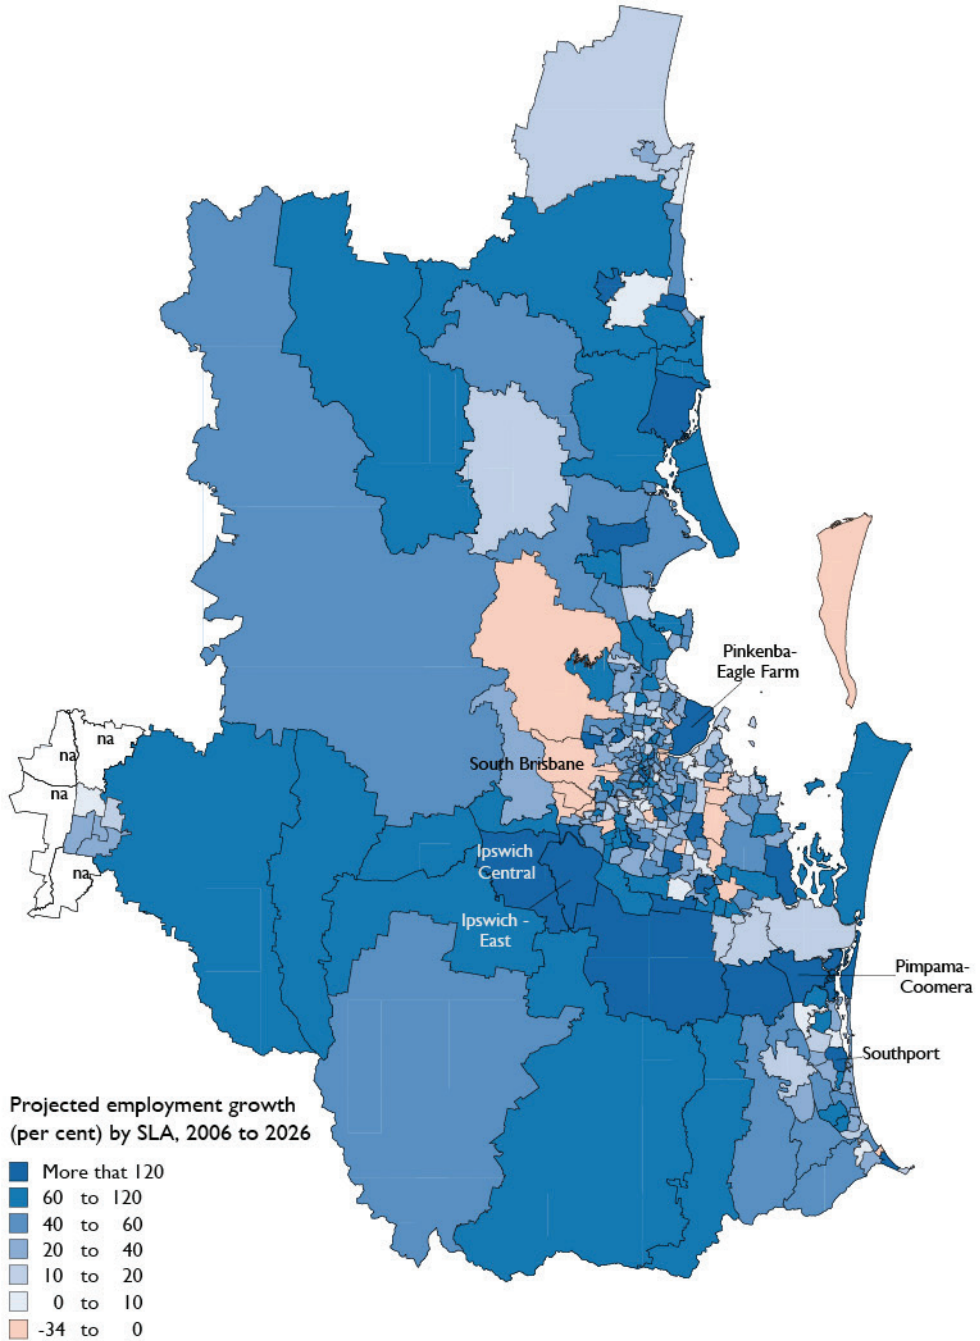 Pinkenba-
Eagle Farm
na
na
South Brisbane
na
Ipswich
Central
na
Ipswich -
East
Pimpama-
Coomera
Southport
Projected employment growth
(per cent) by SLA, 2006 to 2026
More that 120
60 to 120
40 to 60
20 to 40
10 to 20
0 to 10
-34 to 0